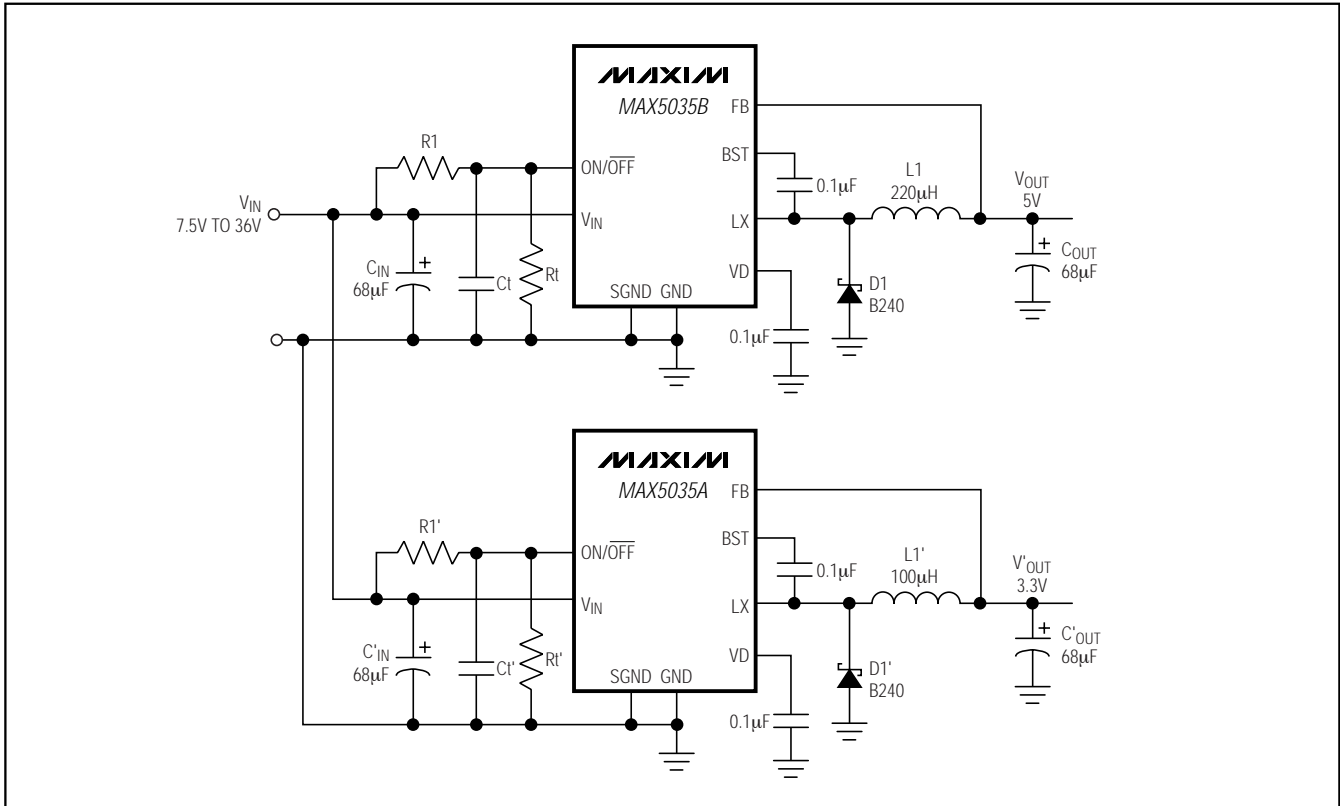 MAXIM
MAX5035B
FB
BST
0.1µF
L1
220µH
VOUT
5V
R1
ON/OFF
VIN
7.5V TO 36V
VIN
LX
CIN
+
68µF
Ct
Rt
SGND GND
VD
0.1µF
D1
B240
+
COUT
68µF
MAXIM
MAX5035A
FB
BST
0.1µF
L1'
100µH
V'OUT
3.3V
R1'
ON/OFF
VIN
LX
C'IN
+
68µF
Ct'
Rt'
SGND GND
VD
0.1µF
D1'
B240
+
C'OUT
68µF